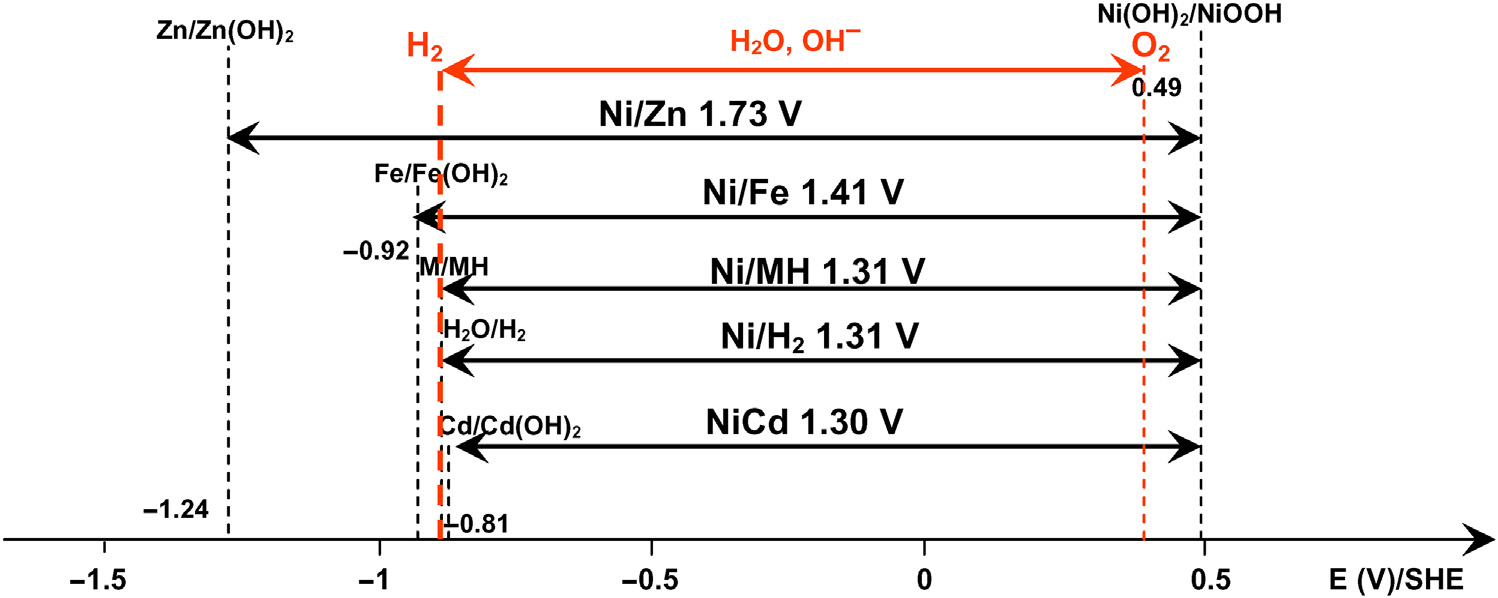 Ni(OH)₂/NiOOH
Zn/Zn(OH)₂
H₂
H₂O, OH⁻
O₂
0.49
Ni/Zn 1.73 V
Fe/Fe(OH)₂
Ni/Fe 1.41 V
−0.92
M/MH
Ni/MH 1.31 V
H₂O/H₂
Ni/H₂ 1.31 V
Cd/Cd(OH)₂
NiCd 1.30 V
−1.24
−0.81
−1.5
−1
−0.5
0
0.5
E (V)/SHE